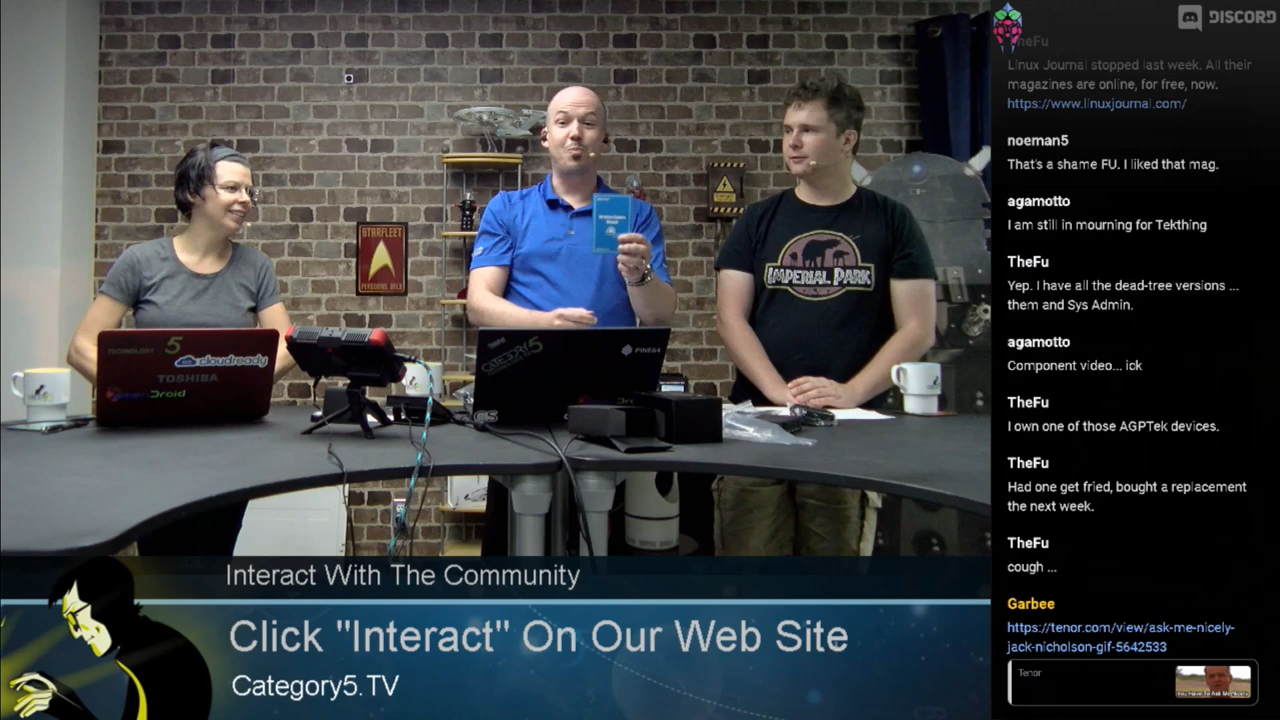 DISCORD
TheFu
Linux Journal stopped last week. All their
magazines are online, for free, now.
https://www.linuxjournal.com/
noeman5
That's a shame FU. I liked that mag.
agamotto
I am still in mourning for Tekthing
TheFu
Yep. I have all the dead-tree versions ...
them and Sys Admin.
agamotto
Component video... ick
TheFu
I own one of those AGPTek devices.
TheFu
Had one get fried, bought a replacement
the next week.
TheFu
cough ...
Garbee
https://tenor.com/view/ask-me-nicely-
jack-nicholson-gif-5642533
Tenor
STARFLEET
PERSONNEL ONLY
IMPERIAL PARK
TECHNOLOGY 5
cloudready
TOSHIBA
CATEGORY5
PINE64
Interact With The Community
Click "Interact" On Our Web Site
Category5.TV